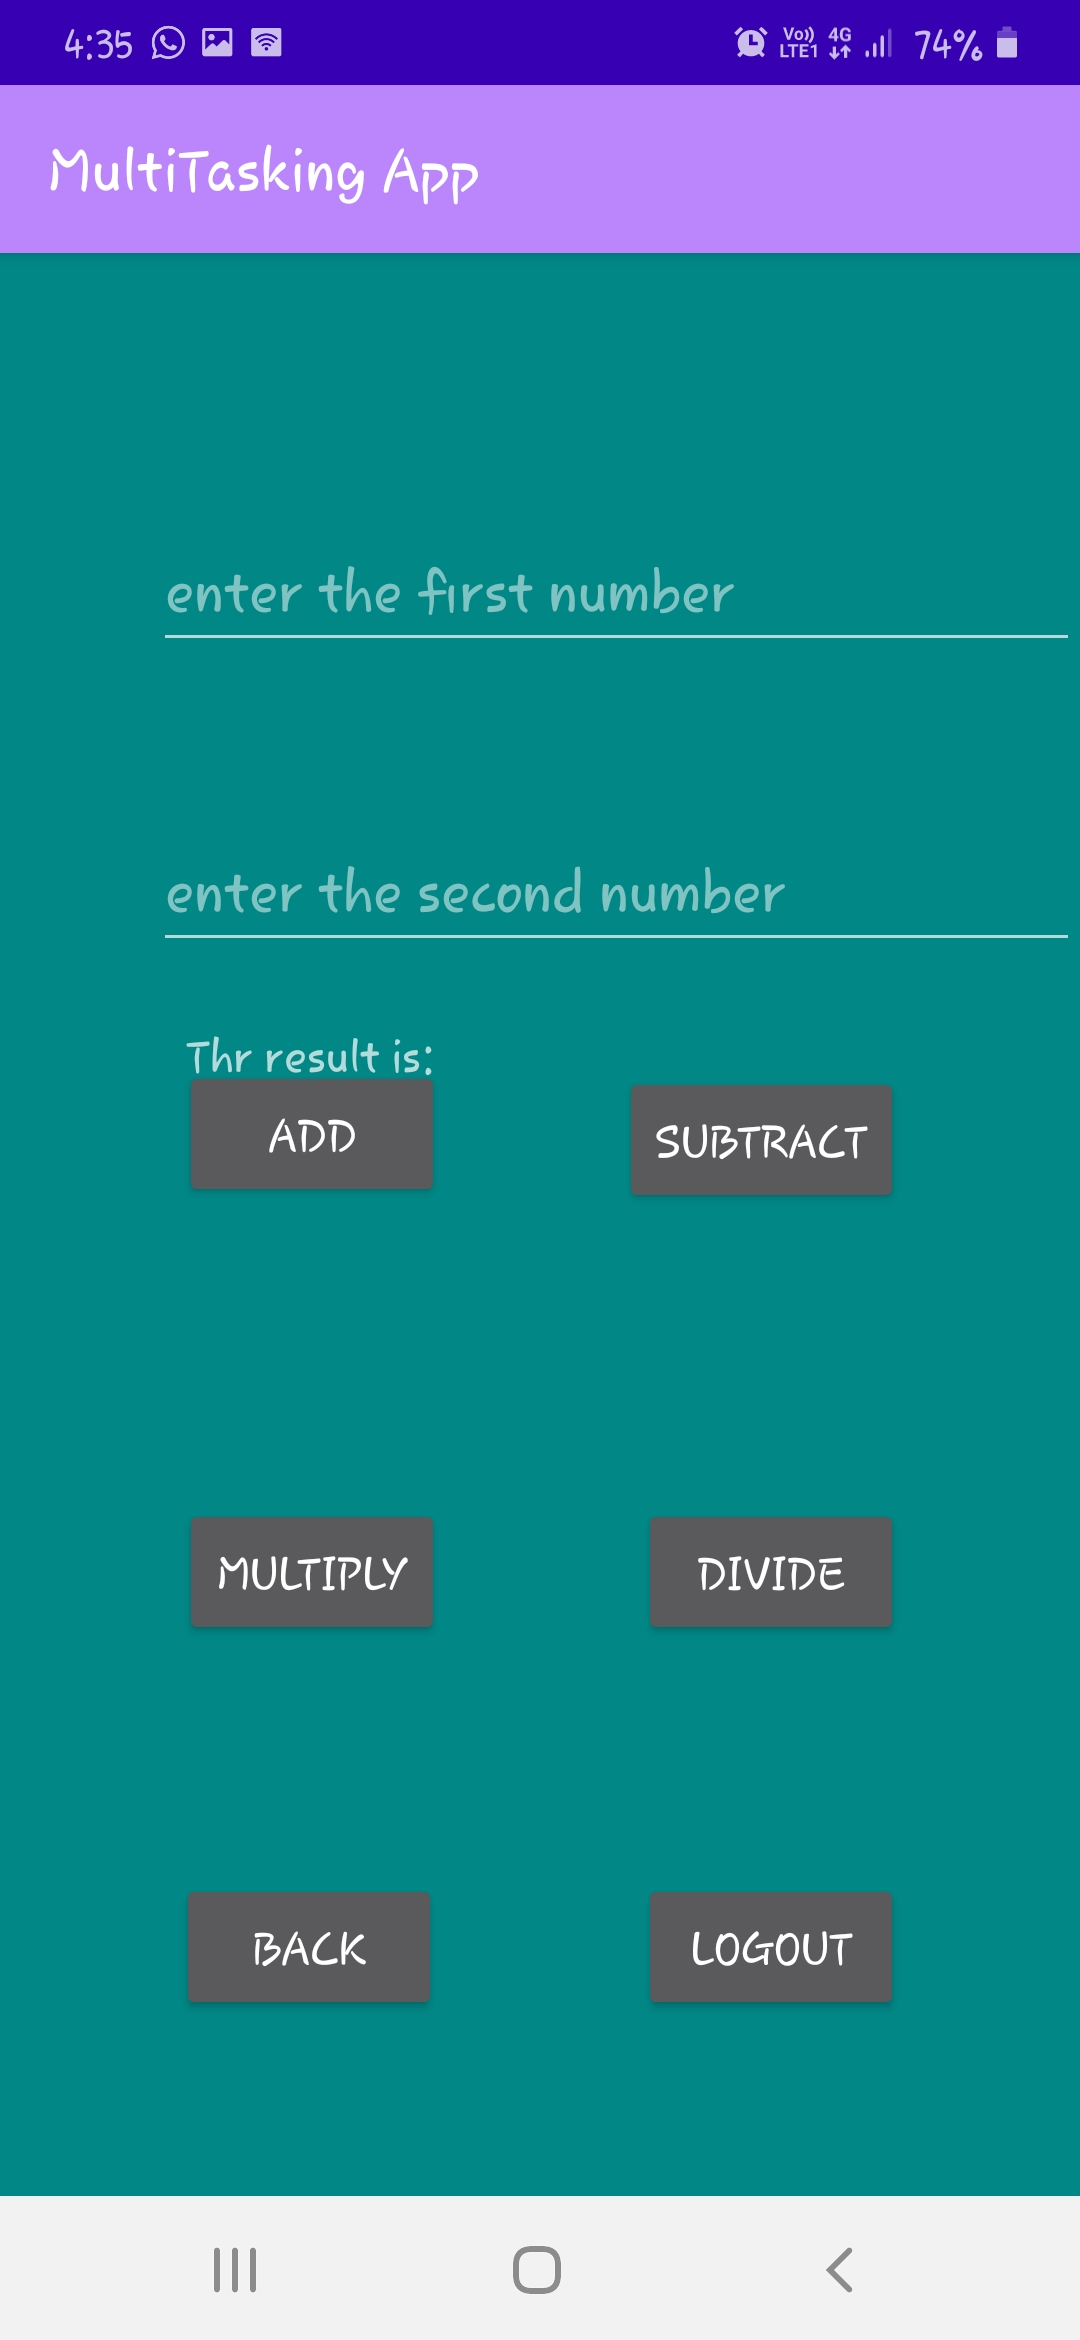 4:35 Vo)) LTE1 4G 74%
MultiTasking App
enter the first number
enter the second number
Thr result is:
ADD SUBTRACT
MULTIPLY DIVIDE
BACK LOGOUT